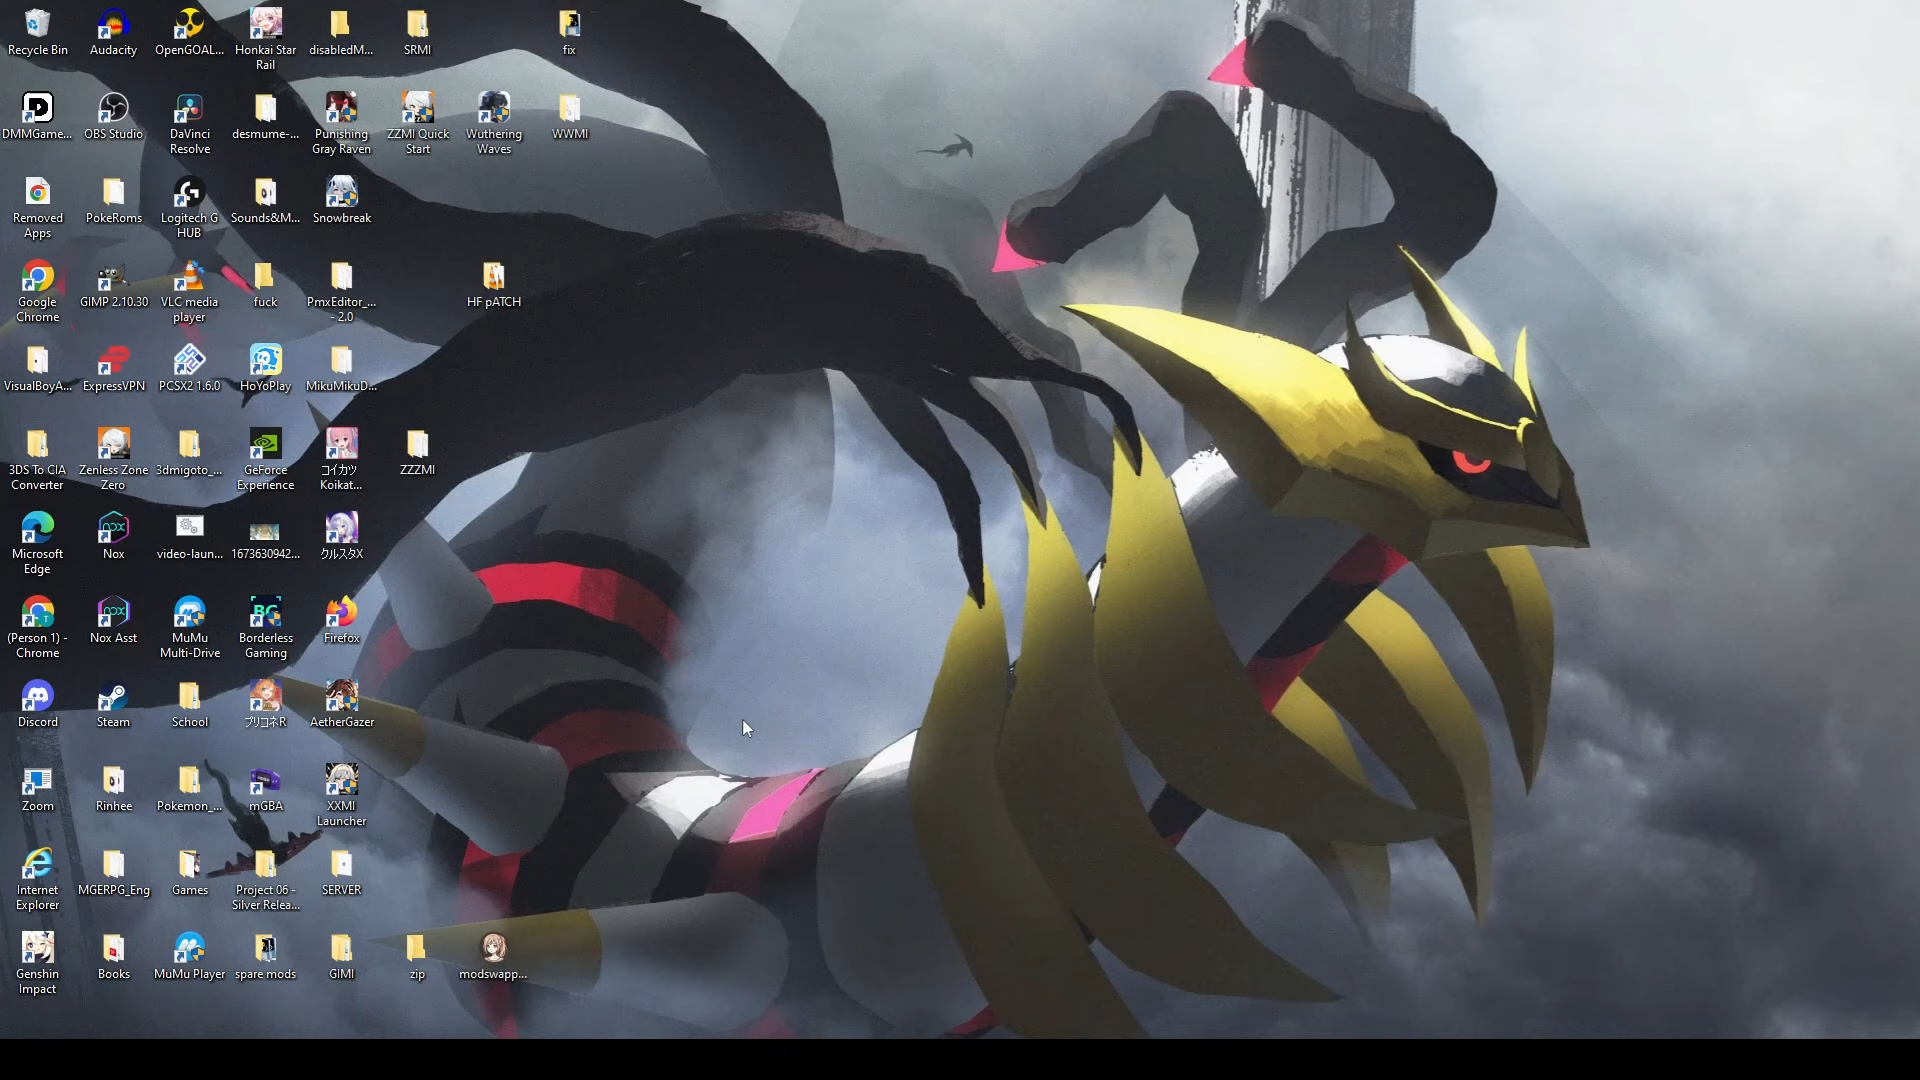 Recycle Bin
Audacity
OpenGOAL...
Honkai Star
Rail
disabledM...
SRMI
fix
DMMGame...
OBS Studio
DaVinci
Resolve
desmume-...
Punishing
Gray Raven
ZZMI Quick
Start
Wuthering
Waves
WWMI
Removed
Apps
PokeRoms
Logitech G
HUB
Sounds&M...
Snowbreak
Google
Chrome
GIMP 2.10.30
VLC media
player
fuck
PmxEditor_...
- 2.0
HF pATCH
VisualBoyA...
ExpressVPN
PCSX2 1.6.0
HoYoPlay
MikuMikuD...
3DS To CIA
Converter
Zenless Zone
Zero
3dmigoto_...
GeForce
Experience
コイカツ
Koikat...
ZZZMI
Microsoft
Edge
Nox
video-laun...
1673630942...
クルスタX
(Person 1) -
Chrome
Nox Asst
MuMu
Multi-Drive
Borderless
Gaming
Firefox
Discord
Steam
School
プリコネR
AetherGazer
Zoom
Rinhee
Pokemon_...
mGBA
XXMI
Launcher
Internet
Explorer
MGERPG_Eng
Games
Project 06 -
Silver Relea...
SERVER
Genshin
Impact
Books
MuMu Player
spare mods
GIMI
zip
modswapp...